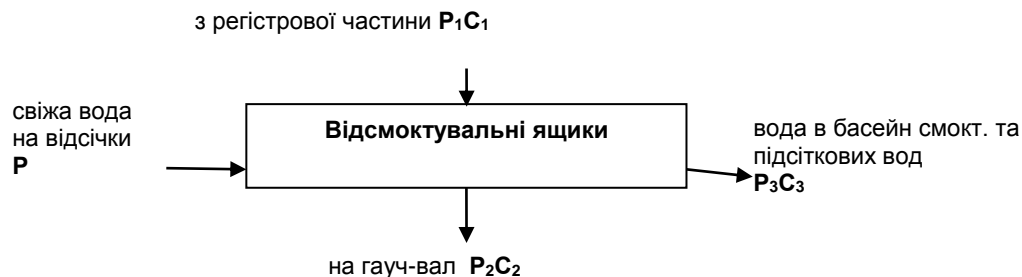 з регістрової частини P₁C₁
свіжа вода
на відсічки
P
Відсмоктувальні ящики
вода в басейн смокт. та
підсіткових вод
P₃C₃
на гауч-вал P₂C₂